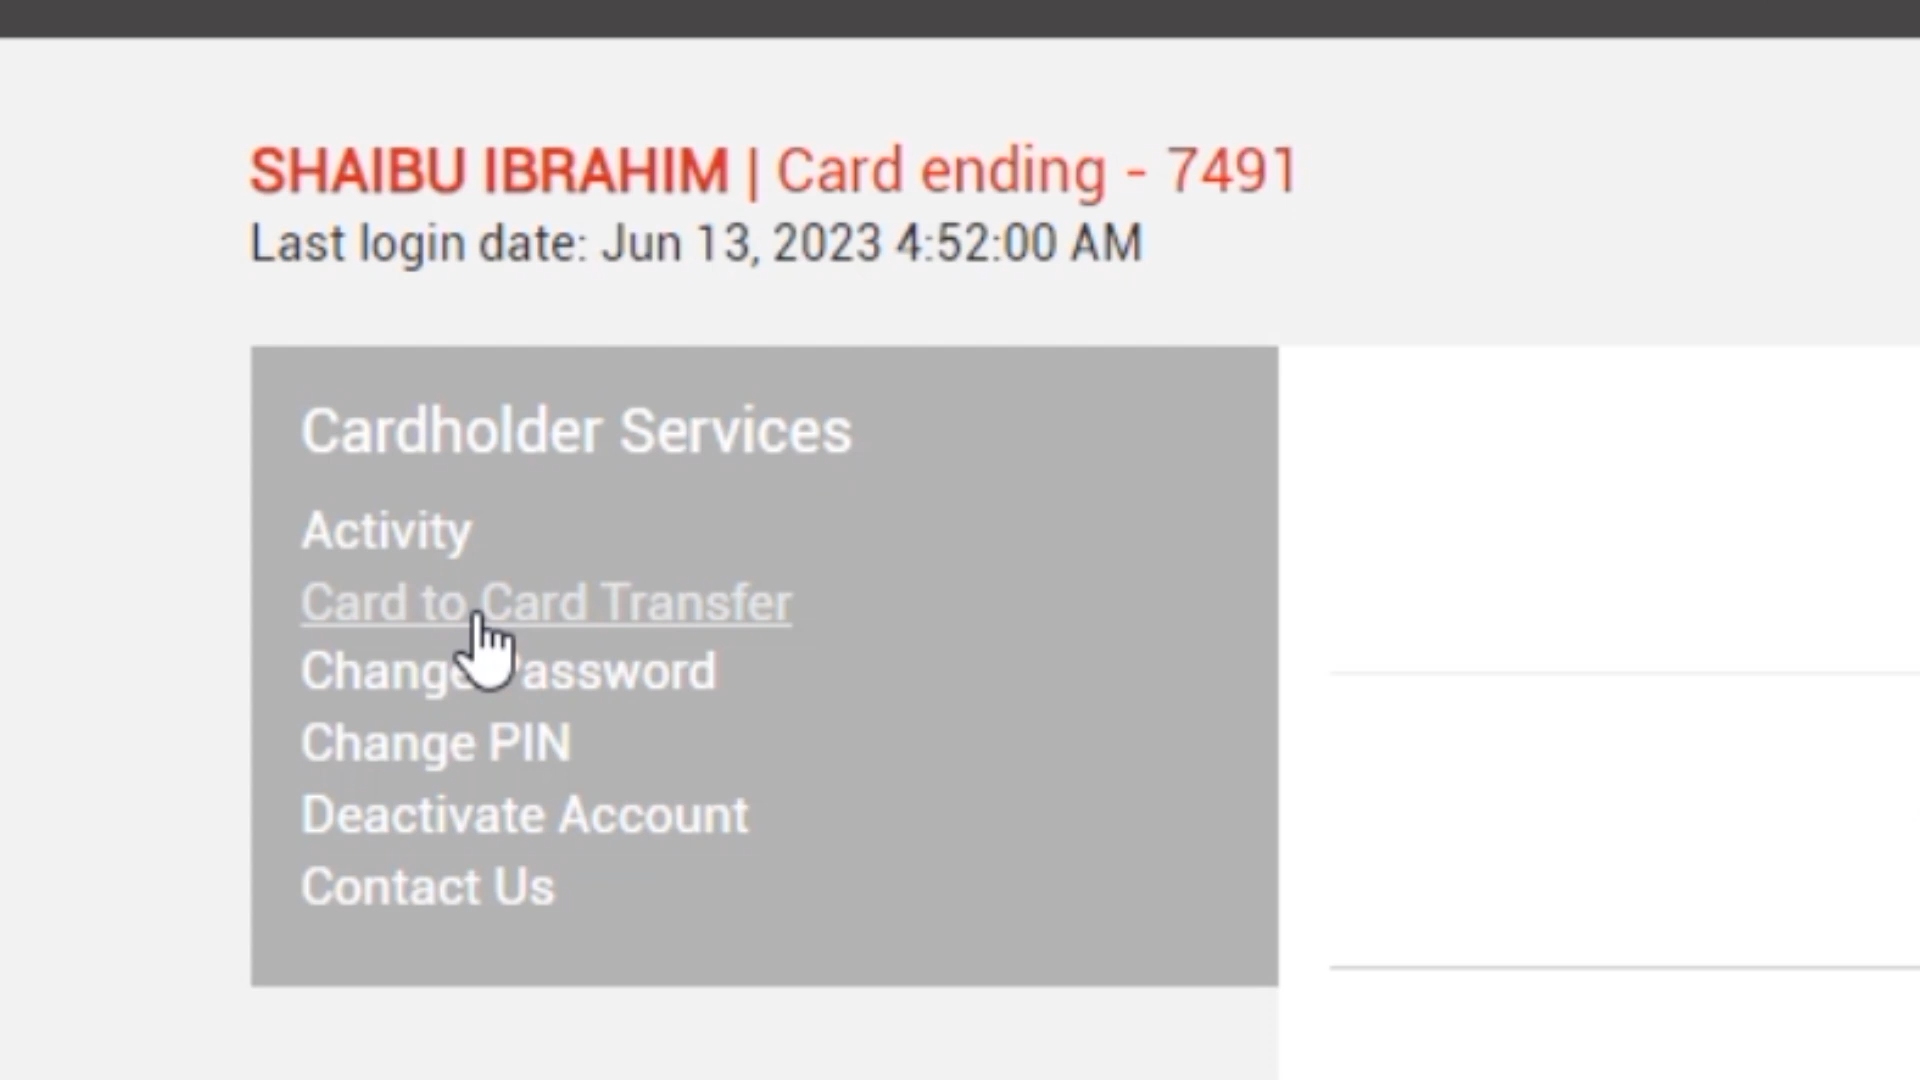 SHAIBU IBRAHIM | Card ending - 7491
Last login date: Jun 13, 2023 4:52:00 AM
Cardholder Services
Activity
Card to Card Transfer
Change Password
Change PIN
Deactivate Account
Contact Us